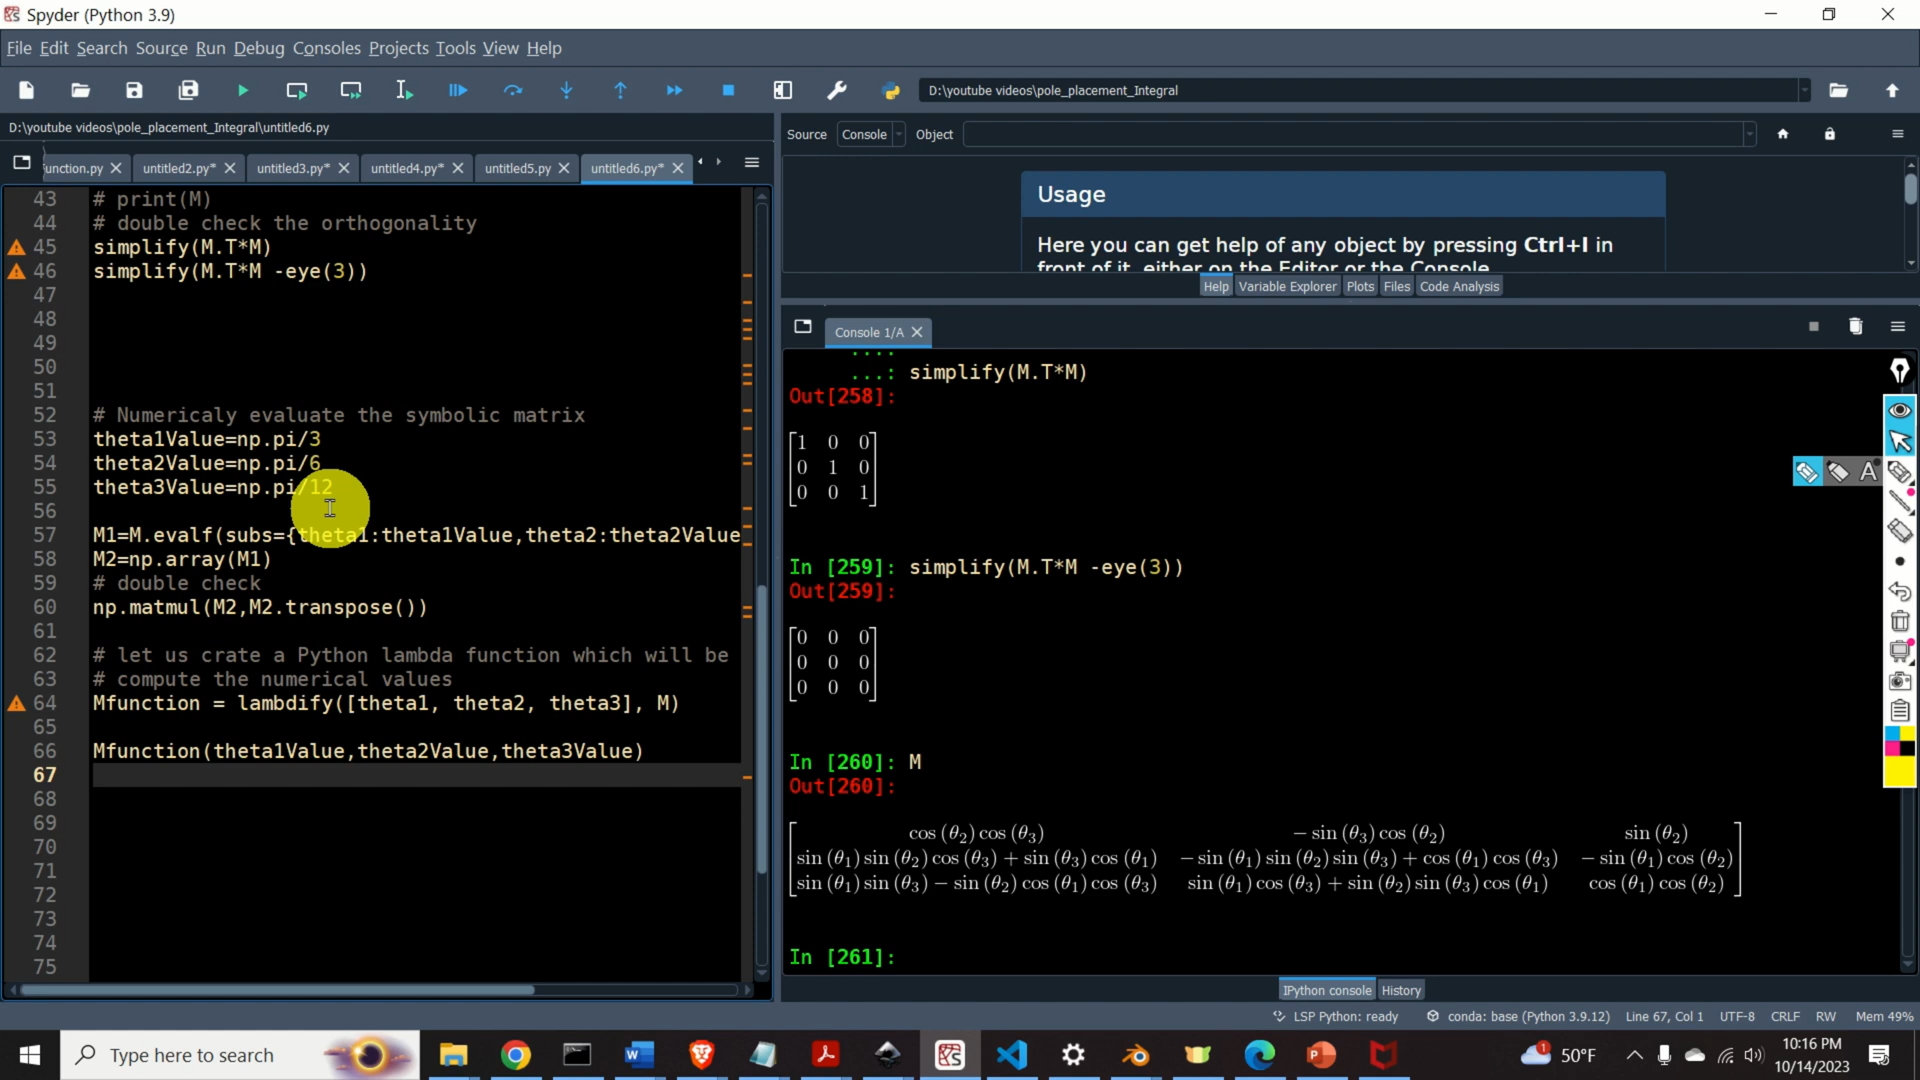 Spyder (Python 3.9)
File Edit Search Source Run Debug Consoles Projects Tools View Help
D:\youtube videos\pole_placement_Integral
D:\youtube videos\pole_placement_Integral\untitled6.py
unction.py untitled2.py* untitled3.py* untitled4.py* untitled5.py untitled6.py*
43 # print(M)
44 # double check the orthogonality
45 simplify(M.T*M)
46 simplify(M.T*M -eye(3))
47
48
49
50
51
52 # Numericaly evaluate the symbolic matrix
53 theta1Value=np.pi/3
54 theta2Value=np.pi/6
55 theta3Value=np.pi/12
56
57 M1=M.evalf(subs={theta1:theta1Value,theta2:theta2Value
58 M2=np.array(M1)
59 # double check
60 np.matmul(M2,M2.transpose())
61
62 # let us crate a Python lambda function which will be
63 # compute the numerical values
64 Mfunction = lambdify([theta1, theta2, theta3], M)
65
66 Mfunction(theta1Value,theta2Value,theta3Value)
67
68
69
70
71
72
73
74
75
Source Console Object
Usage
Here you can get help of any object by pressing Ctrl+I in
front of it, either on the Editor or the Console.
Help Variable Explorer Plots Files Code Analysis
Console 1/A
....:
...: simplify(M.T*M)
Out[258]:
[1 0 0]
[0 1 0]
[0 0 1]
In [259]: simplify(M.T*M -eye(3))
Out[259]:
[0 0 0]
[0 0 0]
[0 0 0]
In [260]: M
Out[260]:
cos (θ₂) cos (θ₃) − sin (θ₃) cos (θ₂) sin (θ₂)
sin (θ₁) sin (θ₂) cos (θ₃) + sin (θ₃) cos (θ₁) − sin (θ₁) sin (θ₂) sin (θ₃) + cos (θ₁) cos (θ₃) − sin (θ₁) cos (θ₂)
sin (θ₁) sin (θ₃) − sin (θ₂) cos (θ₁) cos (θ₃) sin (θ₁) cos (θ₃) + sin (θ₂) sin (θ₃) cos (θ₁) cos (θ₁) cos (θ₂)
In [261]:
A
IPython console History
LSP Python: ready conda: base (Python 3.9.12) Line 67, Col 1 UTF-8 CRLF RW Mem 49%
Type here to search
1 50°F
10:16 PM
10/14/2023